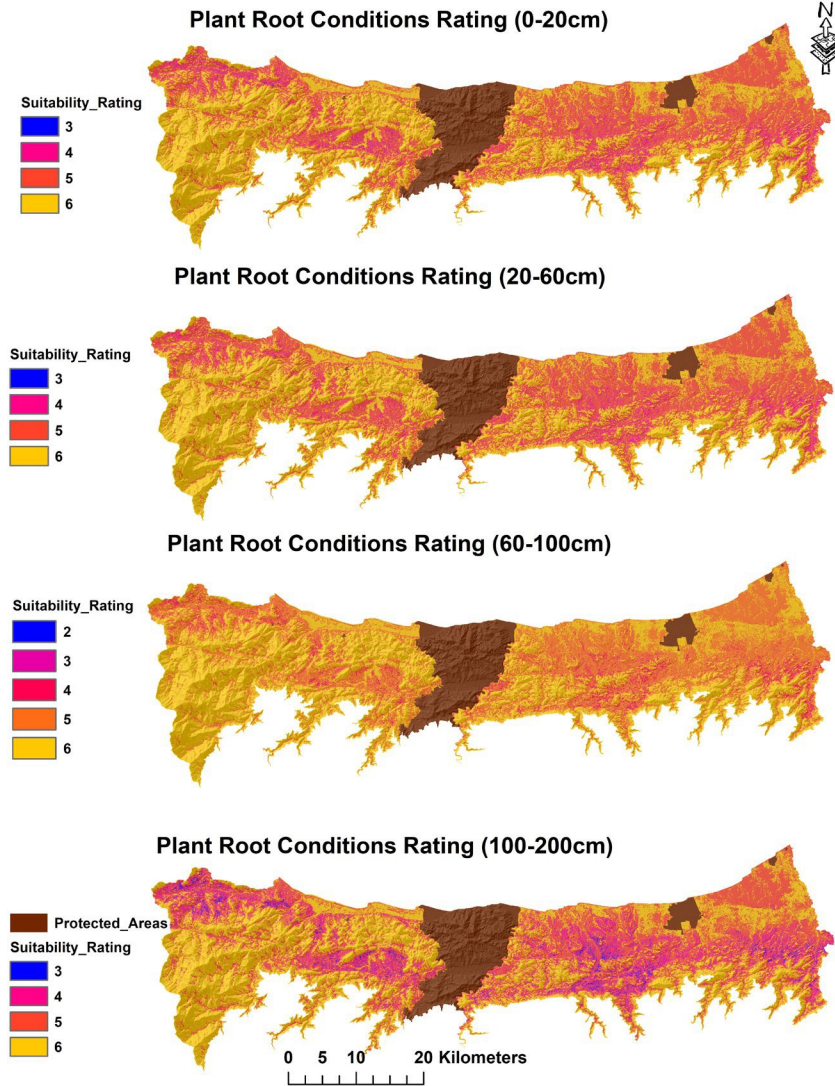 Plant Root Conditions Rating (0-20cm)
N
Suitability_Rating
3
4
5
6
Plant Root Conditions Rating (20-60cm)
Suitability_Rating
3
4
5
6
Plant Root Conditions Rating (60-100cm)
Suitability_Rating
2
3
4
5
6
Plant Root Conditions Rating (100-200cm)
Protected_Areas
Suitability_Rating
3
4
5
6
0 5 10 20 Kilometers